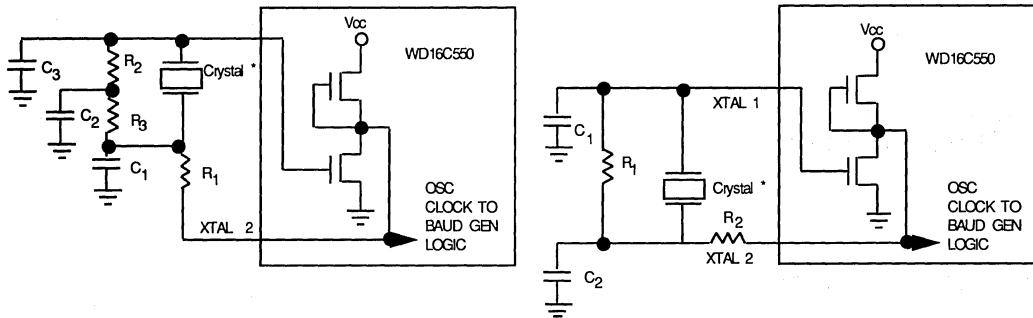 Vcc
WD16C550
R2
Crystal *
C3
C2
R3
C1
R1
XTAL 2
OSC
CLOCK TO
BAUD GEN
LOGIC
Vcc
WD16C550
XTAL 1
C1
R1
Crystal *
R2
XTAL 2
C2
OSC
CLOCK TO
BAUD GEN
LOGIC